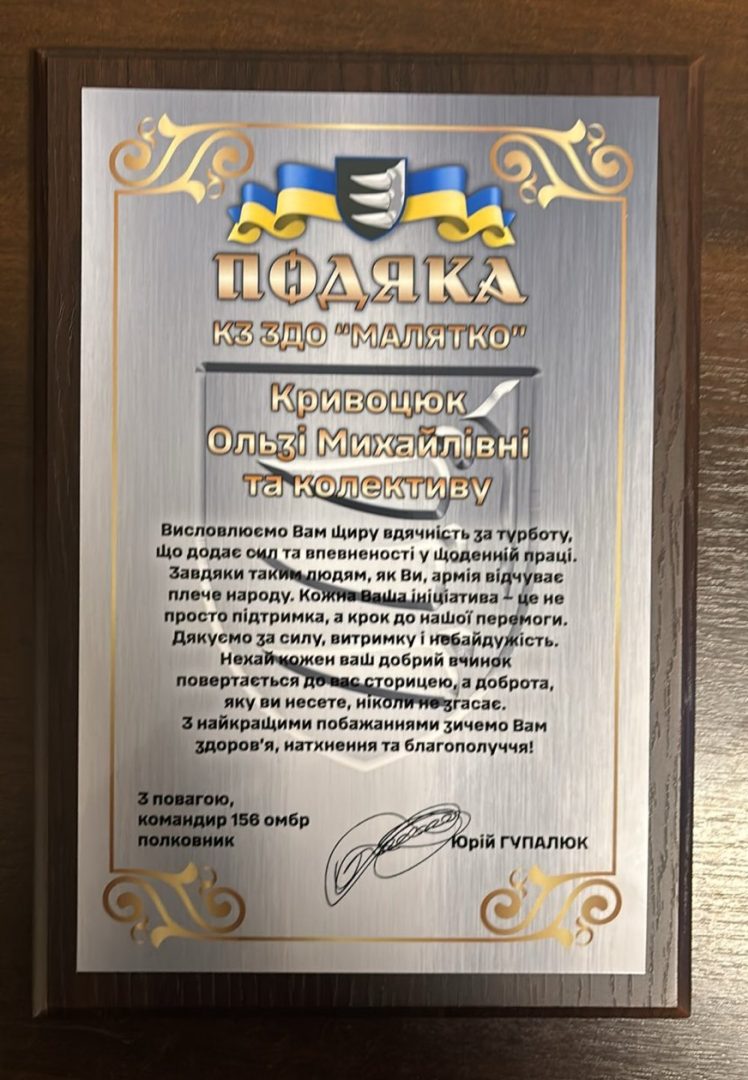 ПОДЯКА
КЗ ЗДО “МАЛЯТКО”
Кривоцюк
Ользі Михайлівні
та колективу
Висловлюємо Вам щиру вдячність за турботу,
що додає сил та впевненості у щоденній праці.
Завдяки таким людям, як Ви, армія відчуває
плече народу. Кожна Ваша ініціатива – це не
просто підтримка, а крок до нашої перемоги.
Дякуємо за силу, витримку і небайдужість.
Нехай кожен ваш добрий вчинок
повертається до вас сторицею, а доброта,
яку ви несете, ніколи не згасає.
З найкращими побажаннями зичемо Вам
здоров’я, натхнення та благополуччя!
З повагою,
командир 156 омбр
полковник Юрій ГУПАЛЮК